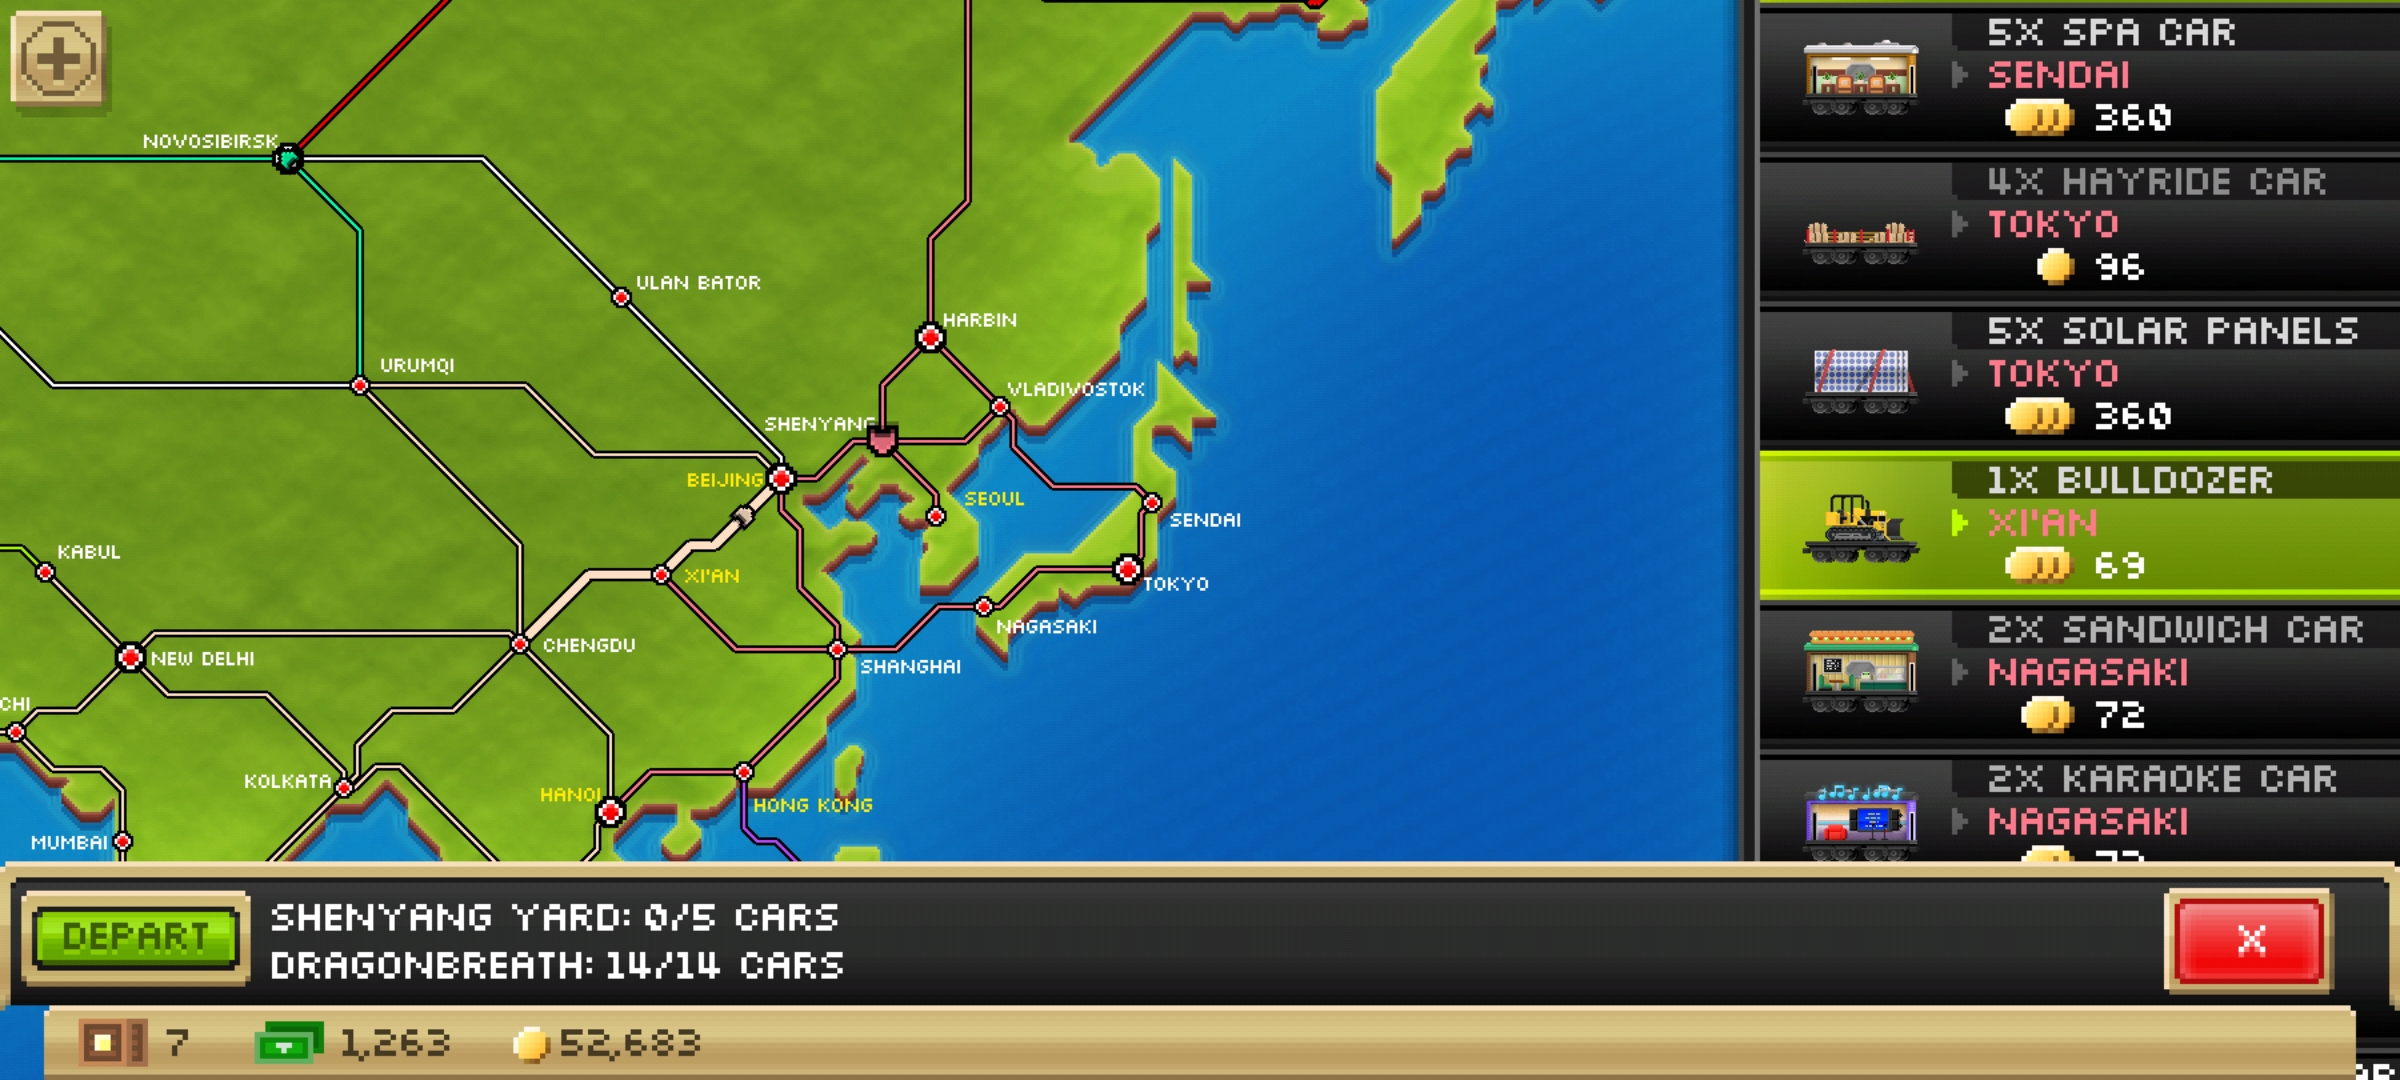 NOVOSIBIRSK
ULAN BATOR
HARBIN
URUMQI
VLADIVOSTOK
SHENYANG
BEIJING
SEOUL
SENDAI
KABUL
XI'AN
TOKYO
NAGASAKI
CHENGDU
NEW DELHI
SHANGHAI
CHI
KOLKATA
HANOI
HONG KONG
MUMBAI
5X SPA CAR
SENDAI
360
4X HAYRIDE CAR
TOKYO
96
5X SOLAR PANELS
TOKYO
360
1X BULLDOZER
XI'AN
69
2X SANDWICH CAR
NAGASAKI
72
2X KARAOKE CAR
NAGASAKI
DEPART
SHENYANG YARD: 0/5 CARS
DRAGONBREATH: 14/14 CARS
X
7
1,263
52,683